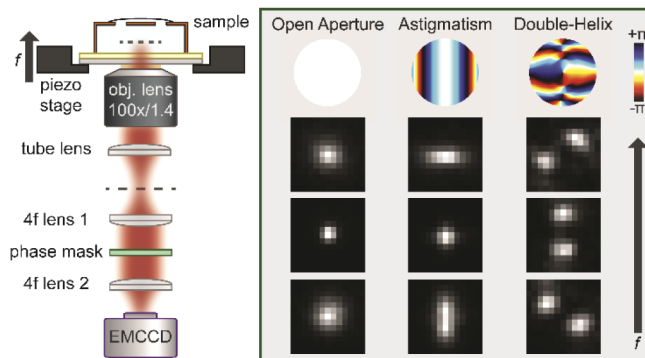 sample
f
piezo
stage
obj. lens
100x/1.4
tube lens
4f lens 1
phase mask
4f lens 2
EMCCD
Open Aperture
Astigmatism
Double-Helix
+π
-π
f